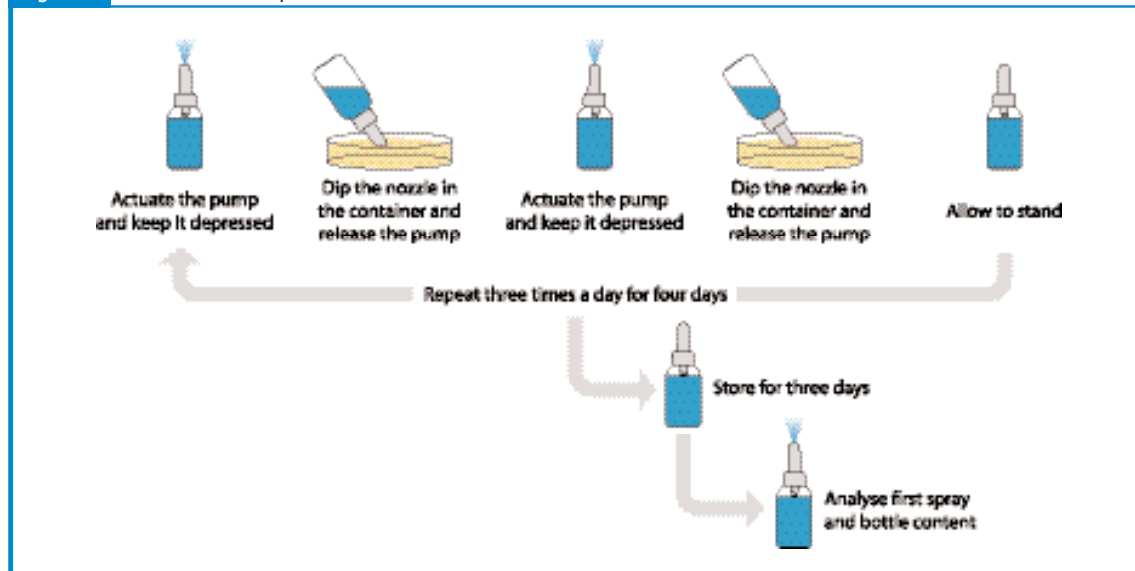 Actuate the pump
and keep it depressed
Dip the nozzle in
the container and
release the pump
Actuate the pump
and keep it depressed
Dip the nozzle in
the container and
release the pump
Allow to stand
Repeat three times a day for four days
Store for three days
Analyse first spray
and bottle content